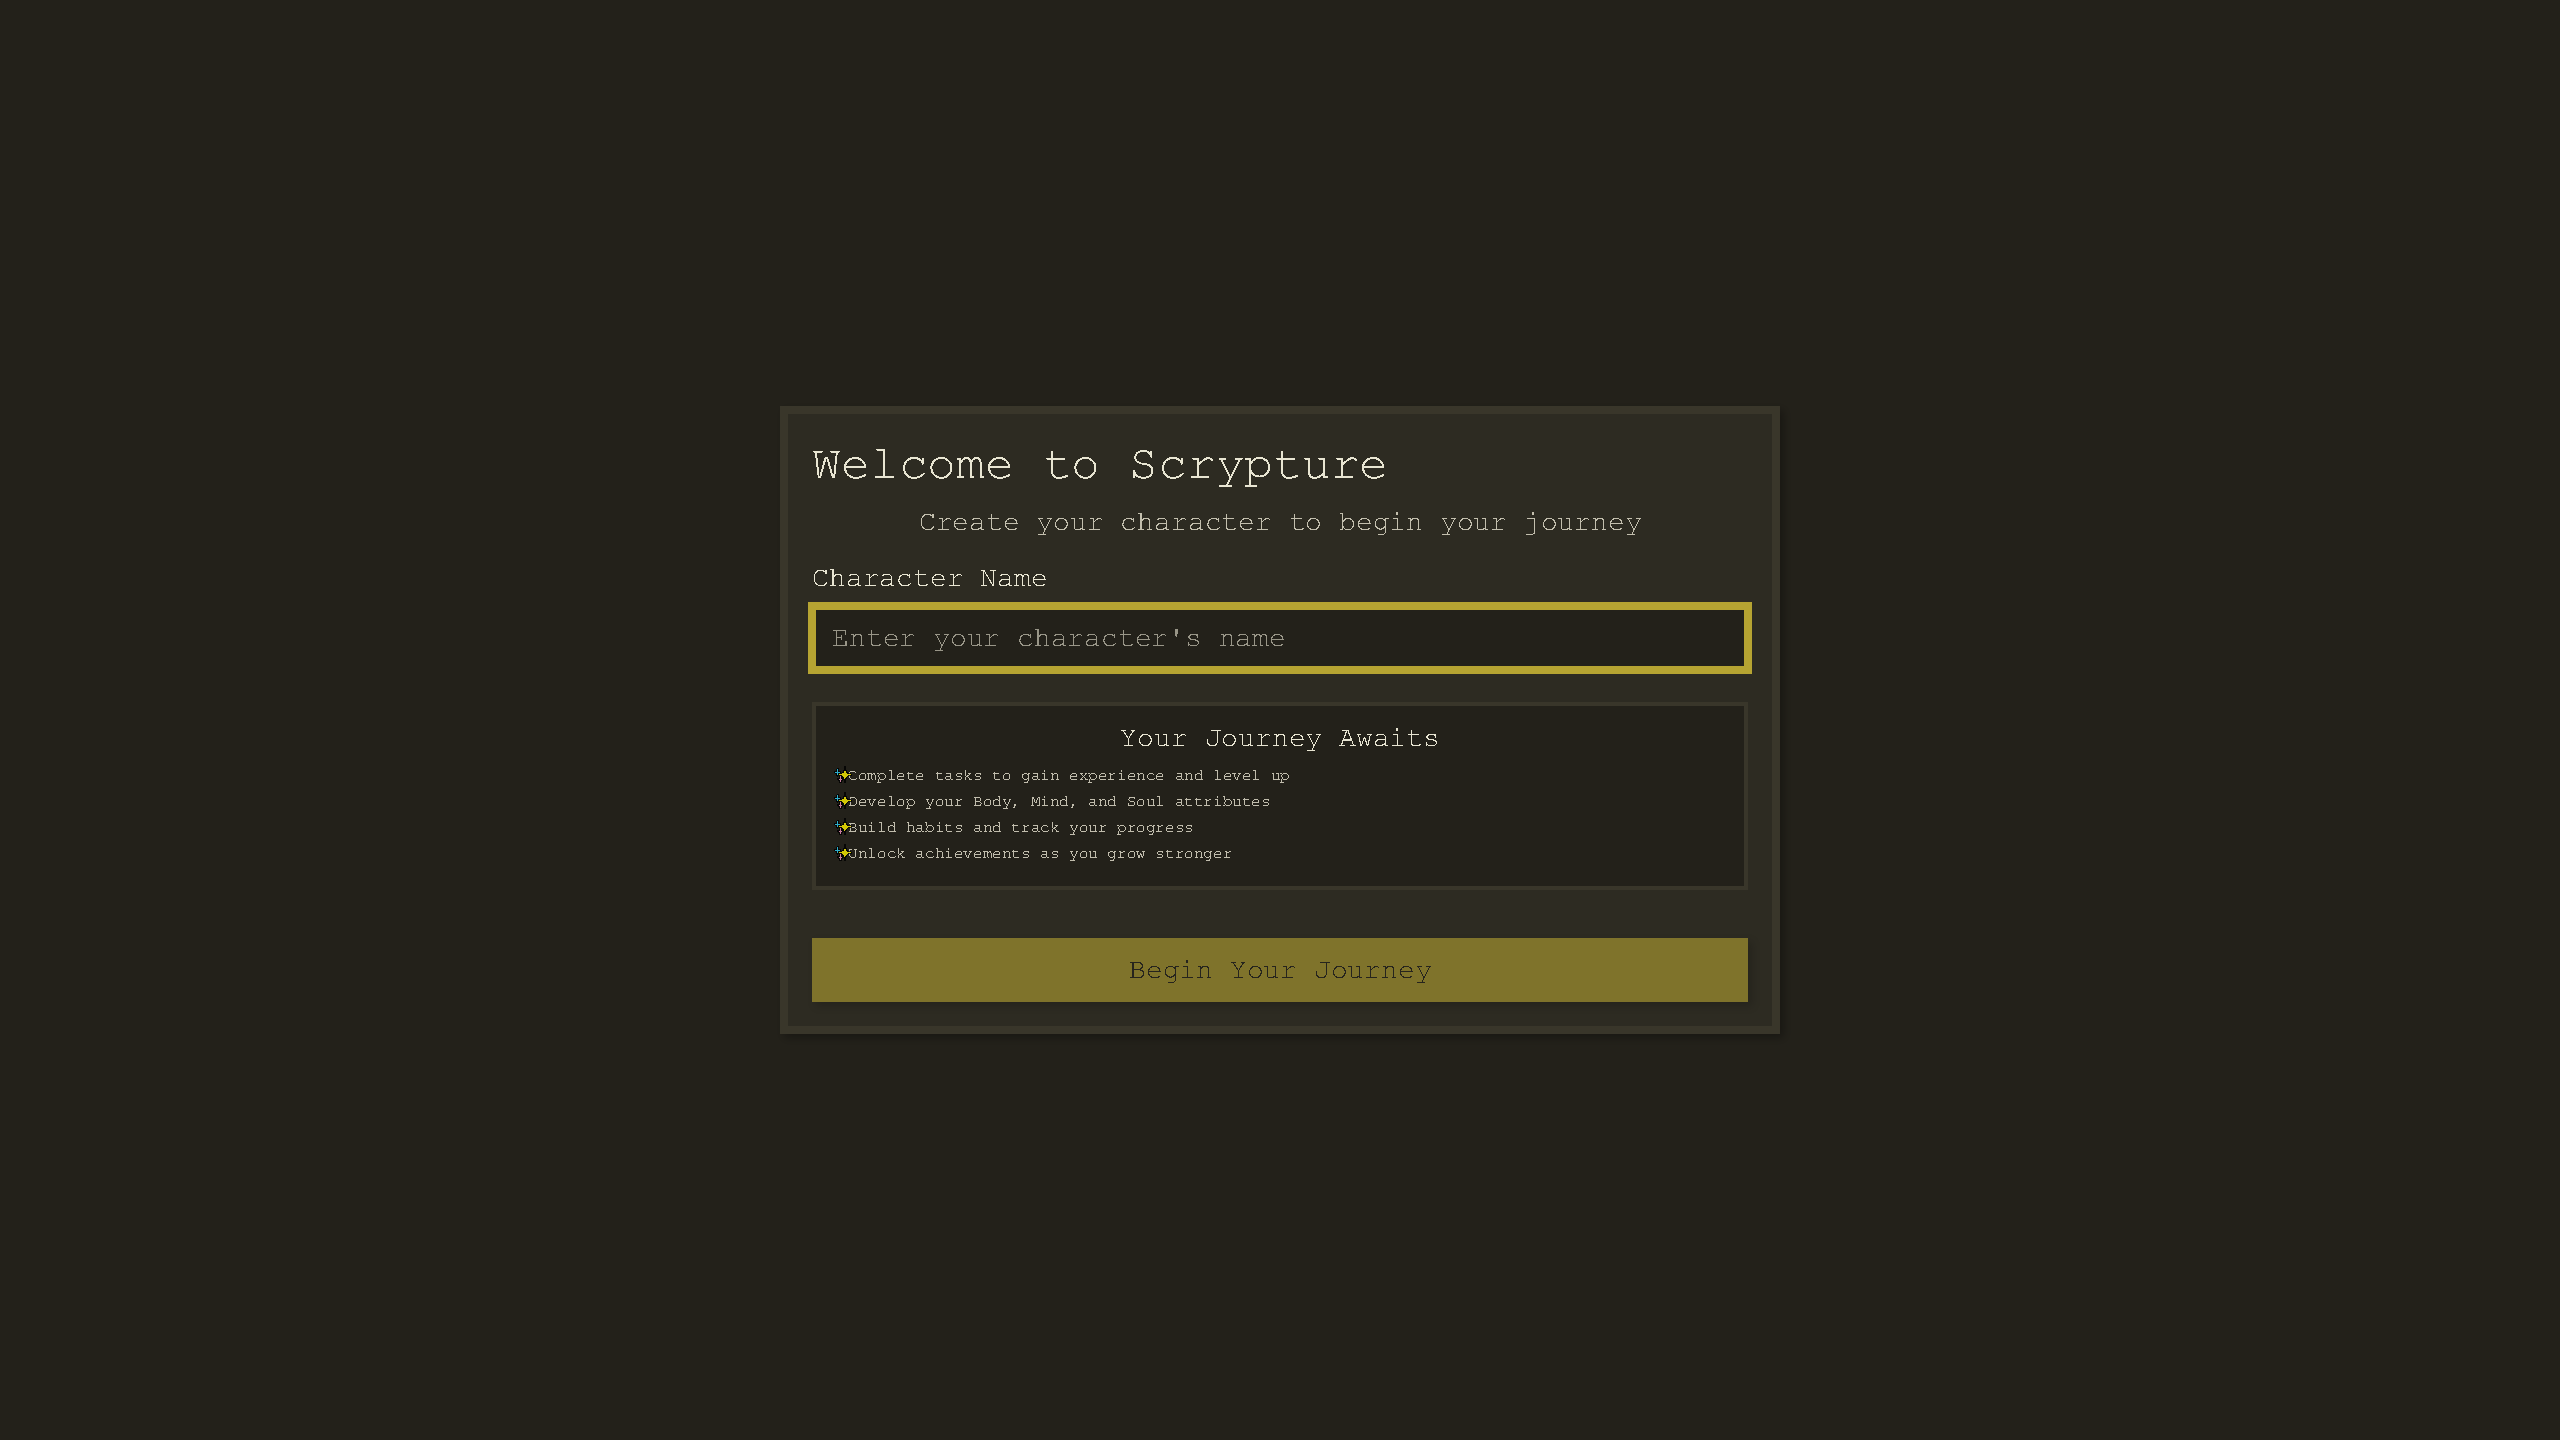 Welcome to Scrypture
Create your character to begin your journey
Character Name
Enter your character's name
Your Journey Awaits
✨Complete tasks to gain experience and level up
✨Develop your Body, Mind, and Soul attributes
✨Build habits and track your progress
✨Unlock achievements as you grow stronger
Begin Your Journey